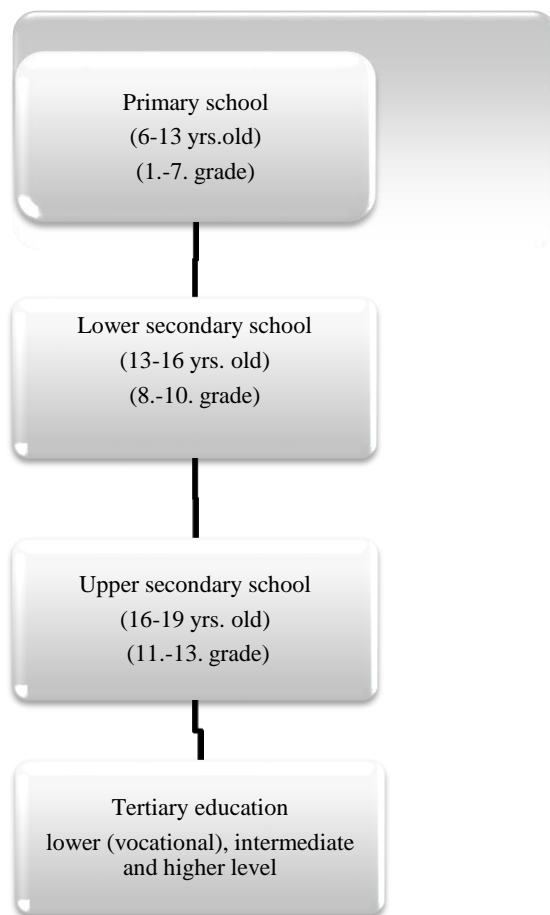 Primary school
(6-13 yrs.old)
(1.-7. grade)
Lower secondary school
(13-16 yrs. old)
(8.-10. grade)
Upper secondary school
(16-19 yrs. old)
(11.-13. grade)
Tertiary education
lower (vocational), intermediate
and higher level